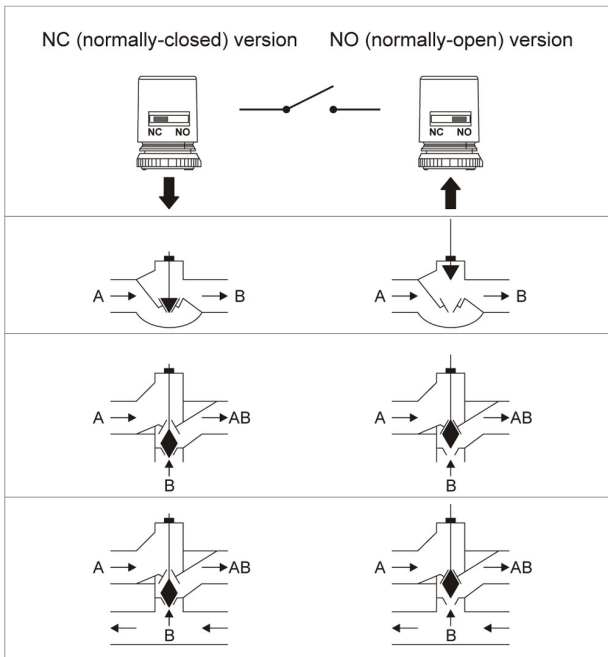 NC (normally-closed) version NO (normally-open) version
NC NO NC NO
A B A B
A AB A AB
B B
A AB A AB
B B